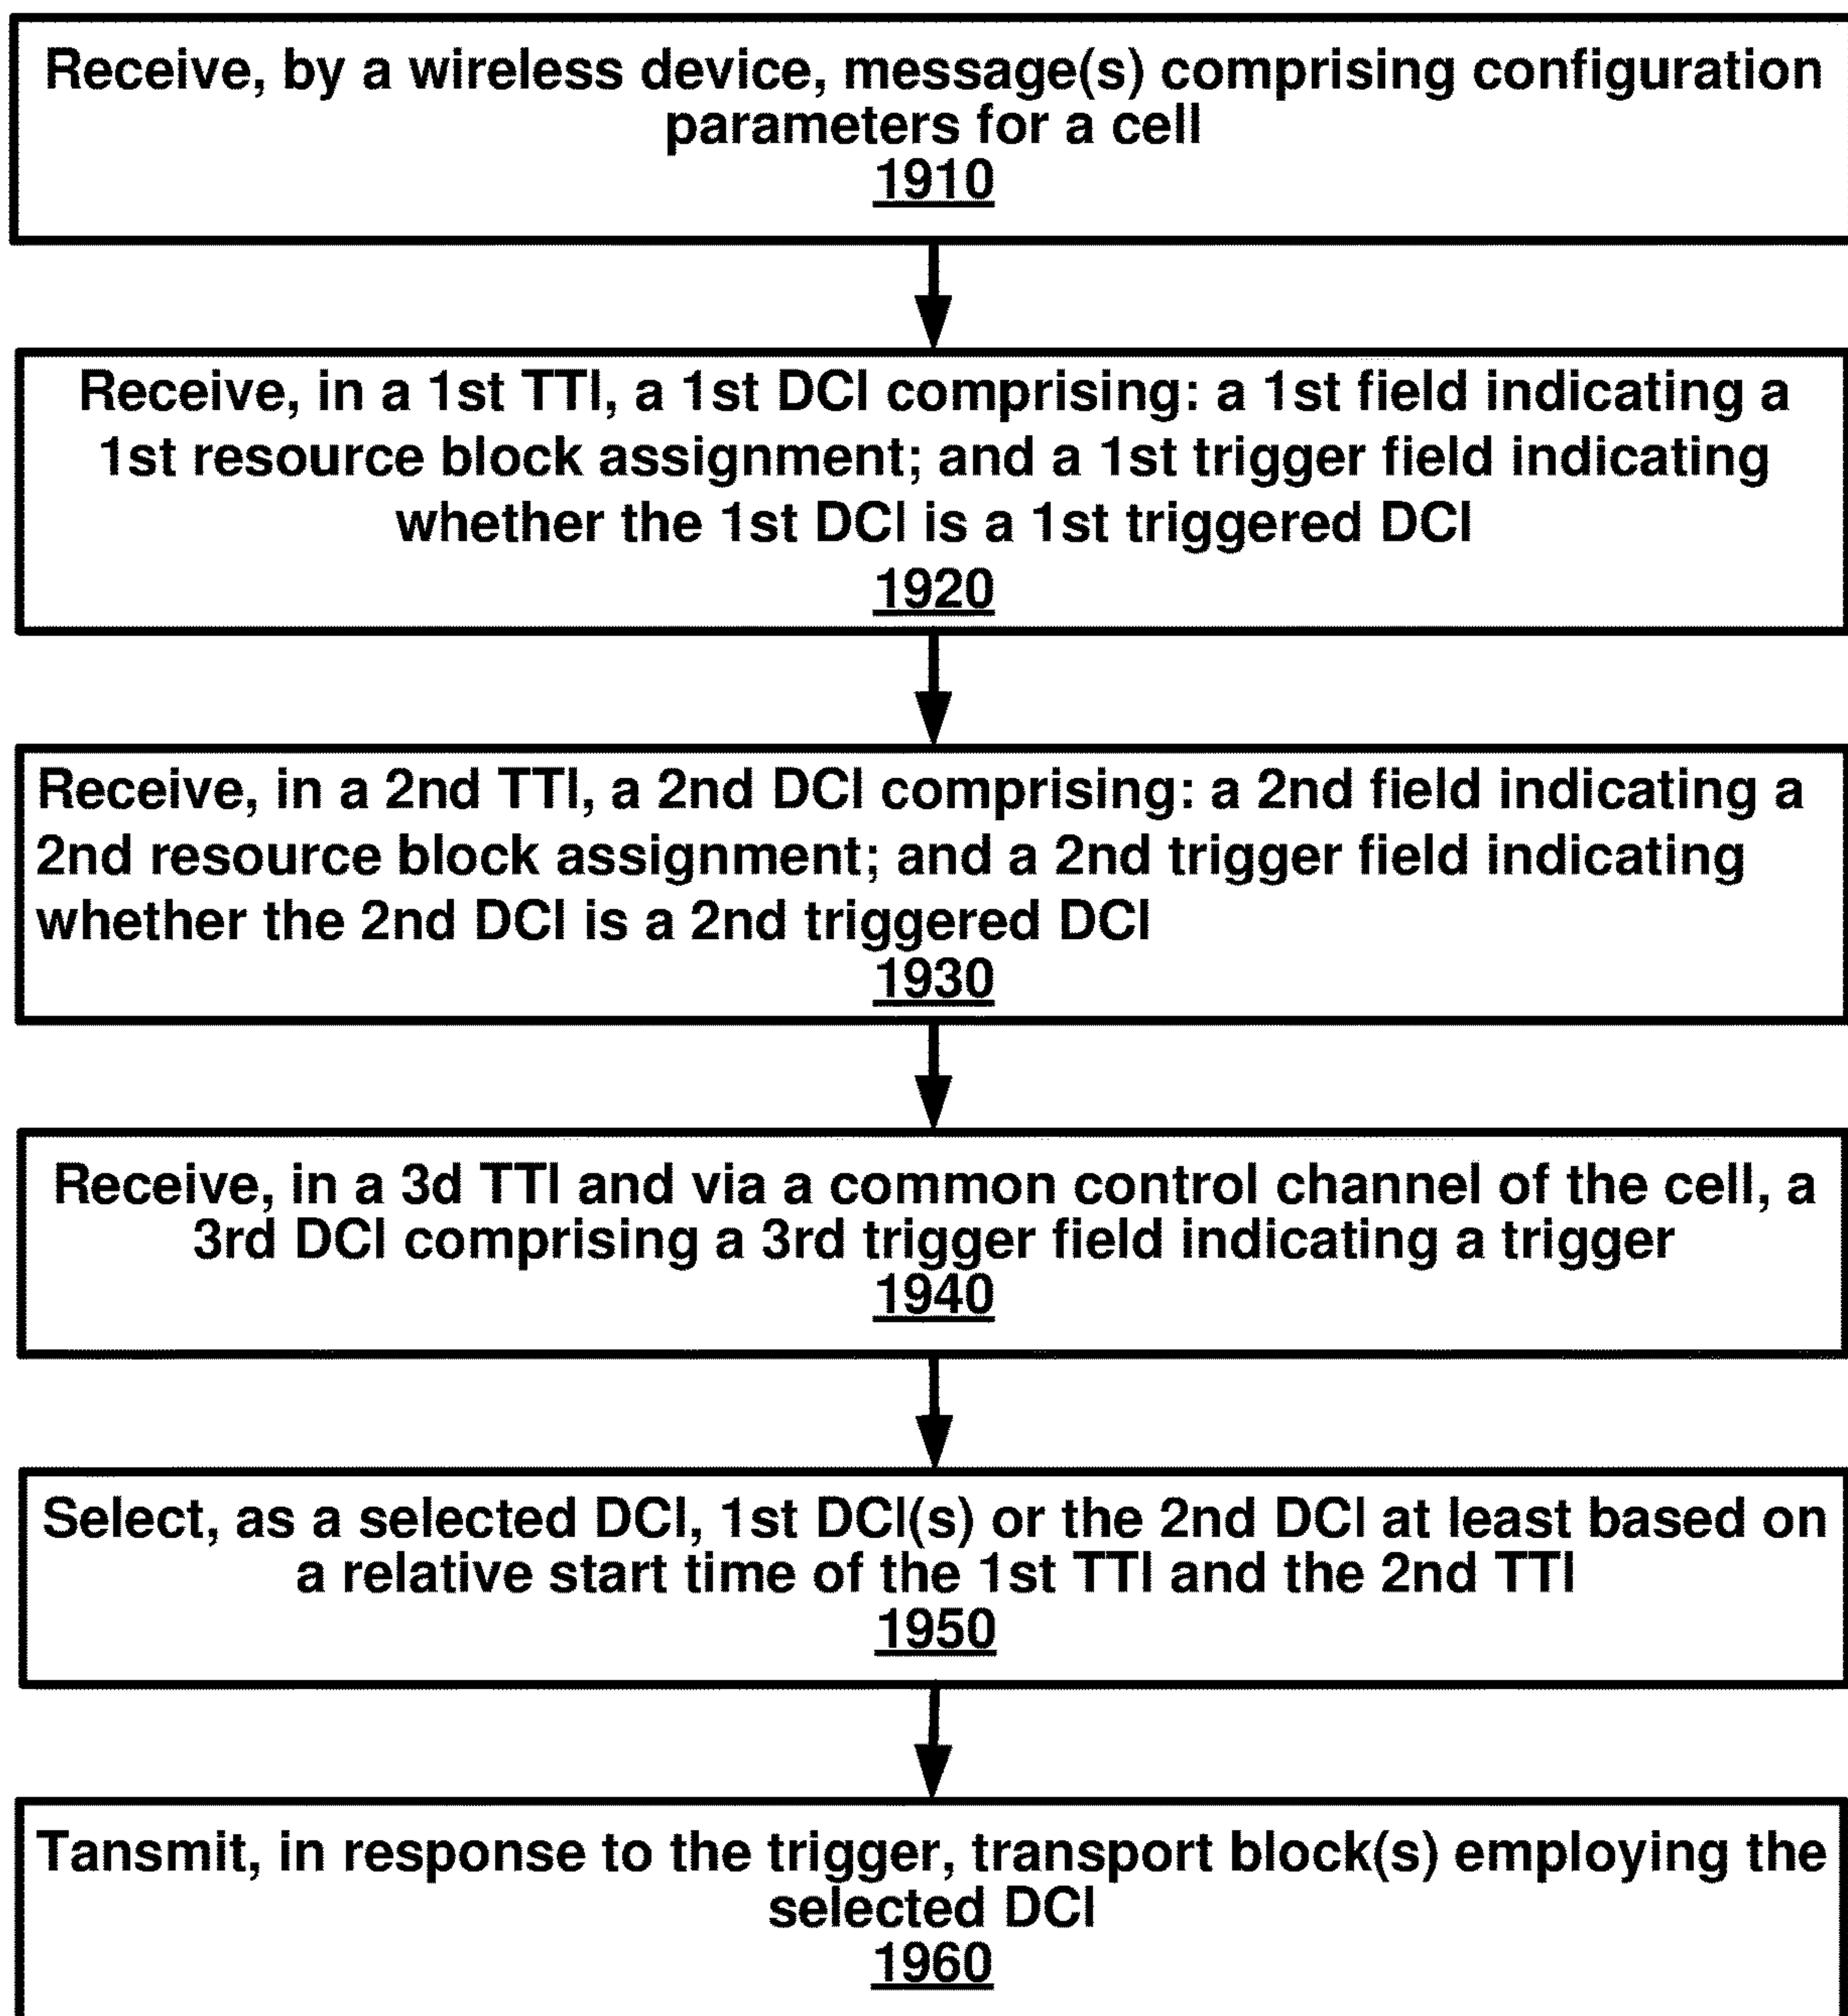 Receive, by a wireless device, message(s) comprising configuration
parameters for a cell
1910
Receive, in a 1st TTI, a 1st DCI comprising: a 1st field indicating a
1st resource block assignment; and a 1st trigger field indicating
whether the 1st DCI is a 1st triggered DCI
1920
Receive, in a 2nd TTI, a 2nd DCI comprising: a 2nd field indicating a
2nd resource block assignment; and a 2nd trigger field indicating
whether the 2nd DCI is a 2nd triggered DCI
1930
Receive, in a 3d TTI and via a common control channel of the cell, a
3rd DCI comprising a 3rd trigger field indicating a trigger
1940
Select, as a selected DCI, 1st DCI(s) or the 2nd DCI at least based on
a relative start time of the 1st TTI and the 2nd TTI
1950
Tansmit, in response to the trigger, transport block(s) employing the
selected DCI
1960